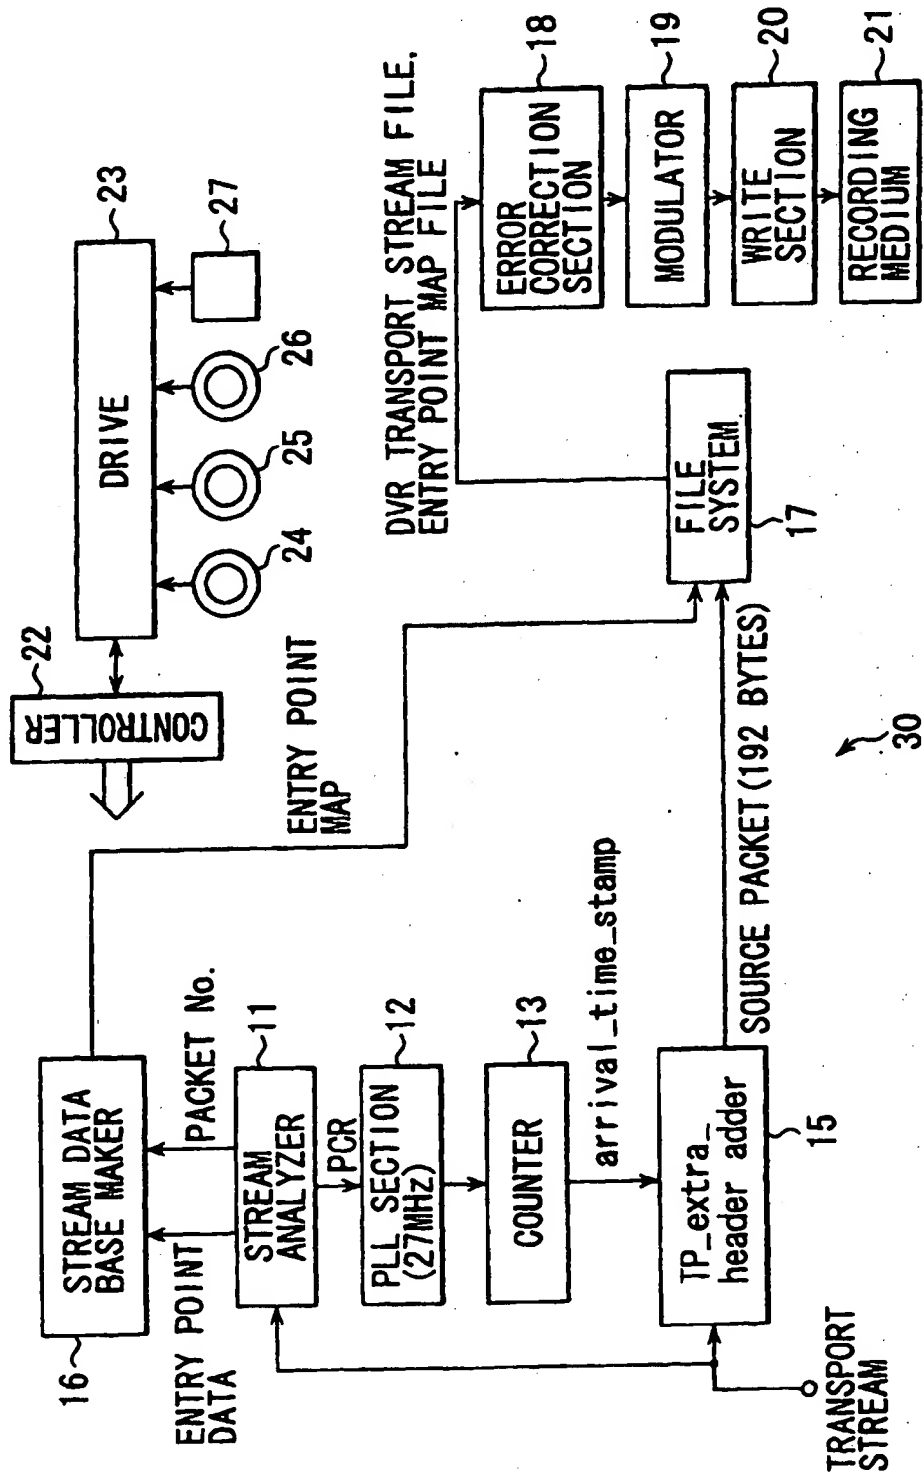 TRANSPORT
STREAM
16
STREAM DATA
BASE MAKER
ENTRY POINT
DATA
PACKET No.
STREAM
ANALYZER
11
PCR
PLL SECTION
(27MHz)
12
COUNTER
13
arrival_time_stamp
TP_extra_
header adder
15
SOURCE PACKET (192 BYTES)
ENTRY POINT
MAP
CONTROLLER
22
DRIVE
23
24
25
26
27
FILE
SYSTEM
17
DVR TRANSPORT STREAM FILE,
ENTRY POINT MAP FILE
ERROR
CORRECTION
SECTION
18
MODULATOR
19
WRITE
SECTION
20
RECORDING
MEDIUM
21
30